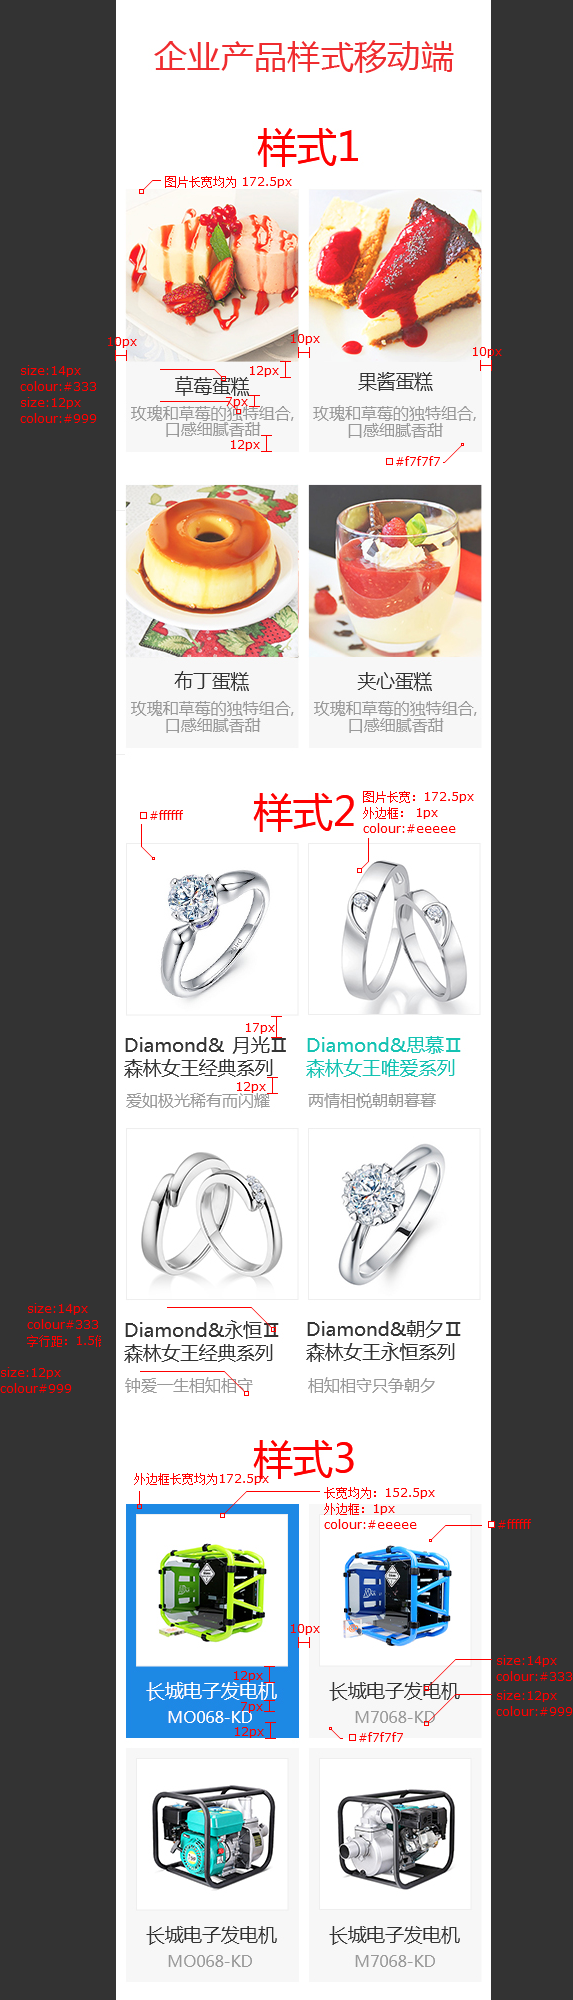 企业产品样式移动端
样式1
图片长宽均为 172.5px
10px
10px
10px
12px
size:14px
colour:#333
size:12px
colour:#999
草莓蛋糕
果酱蛋糕
7px
玫瑰和草莓的独特组合,
口感细腻香甜
玫瑰和草莓的独特组合,
口感细腻香甜
12px
#f7f7f7
布丁蛋糕
夹心蛋糕
玫瑰和草莓的独特组合,
口感细腻香甜
玫瑰和草莓的独特组合,
口感细腻香甜
样式2
图片长宽: 172.5px
外边框: 1px
colour:#eeeee
#ffffff
17px
Diamond& 月光Ⅱ
森林女王经典系列
Diamond&思慕Ⅱ
森林女王唯爱系列
12px
爱如极光稀有而闪耀
两情相悦朝朝暮暮
size:14px
colour#333
字行距: 1.5倍
size:12px
colour#999
Diamond&永恒Ⅱ
森林女王经典系列
Diamond&朝夕Ⅱ
森林女王永恒系列
钟爱一生相知相守
相知相守只争朝夕
样式3
外边框长宽均为172.5px
长宽均为: 152.5px
外边框: 1px
colour:#eeeee
#ffffff
10px
12px
长城电子发电机
MO068-KD
7px
12px
长城电子发电机
M7068-KD
size:14px
colour:#333
size:12px
colour:#999
#f7f7f7
长城电子发电机
MO068-KD
长城电子发电机
M7068-KD